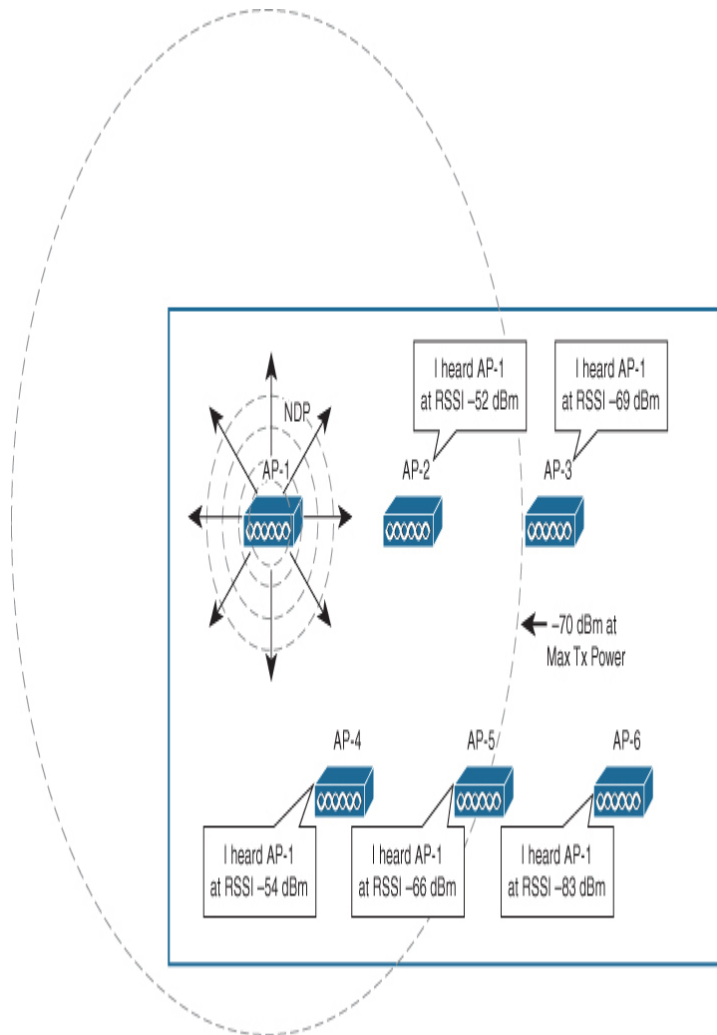 I heard AP-1
at RSSI –52 dBm
I heard AP-1
at RSSI –69 dBm
NDP
AP-1
AP-2
AP-3
–70 dBm at
Max Tx Power
AP-4
AP-5
AP-6
I heard AP-1
at RSSI –54 dBm
I heard AP-1
at RSSI –66 dBm
I heard AP-1
at RSSI –83 dBm